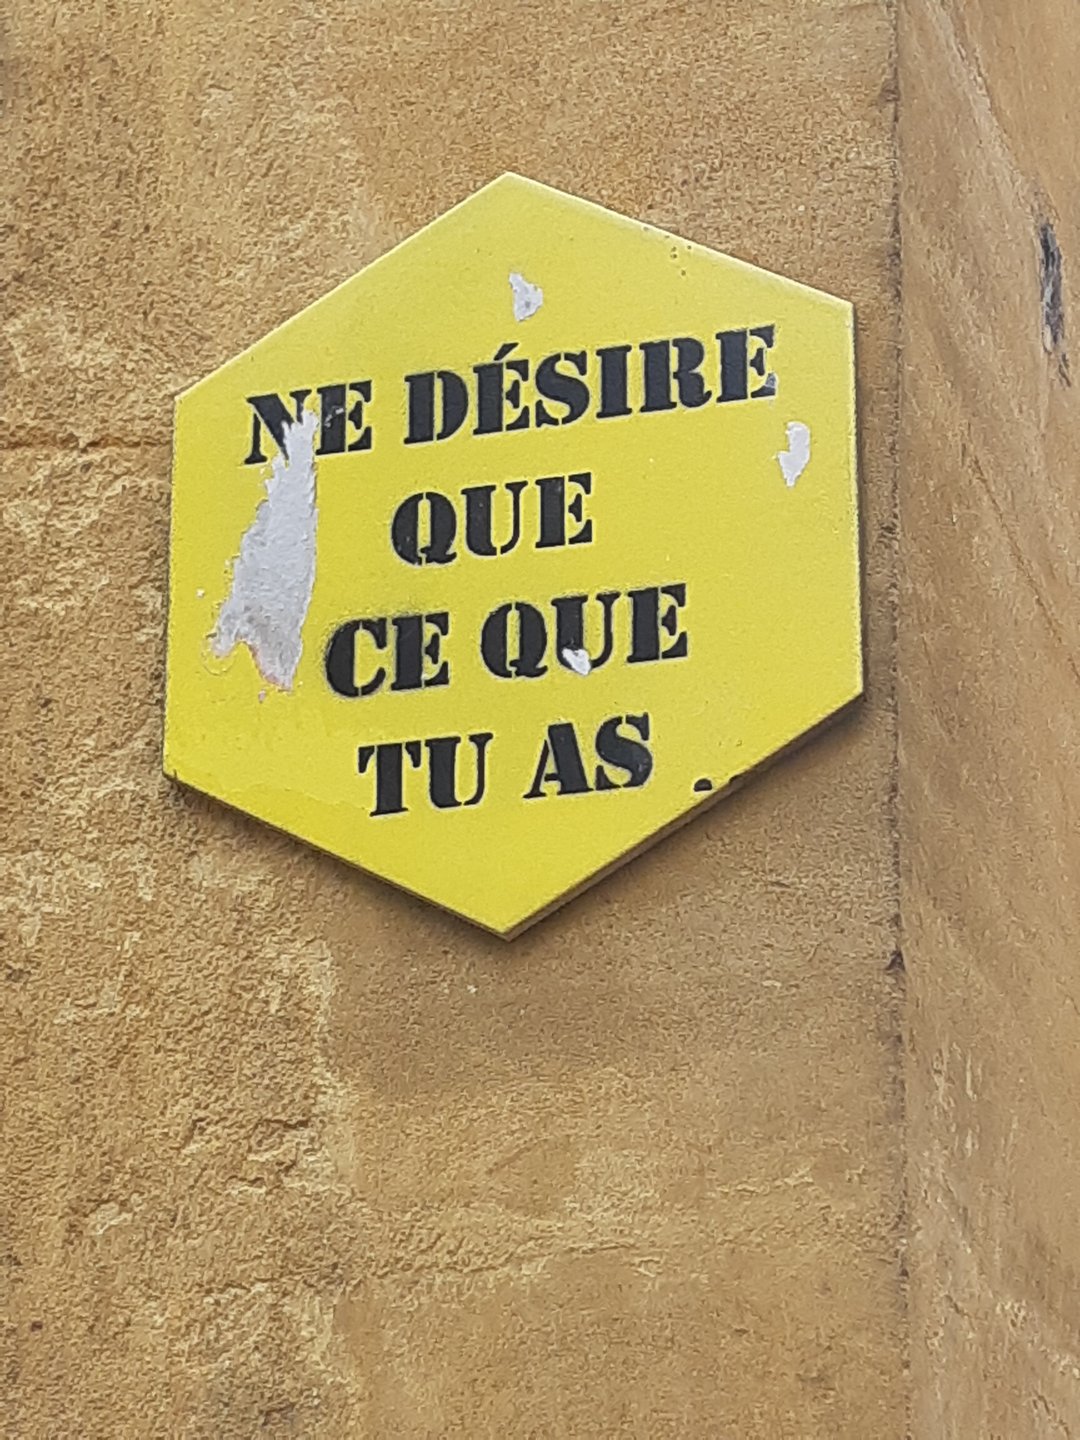 NE DÉSIRE
QUE
CE QUE
TU AS